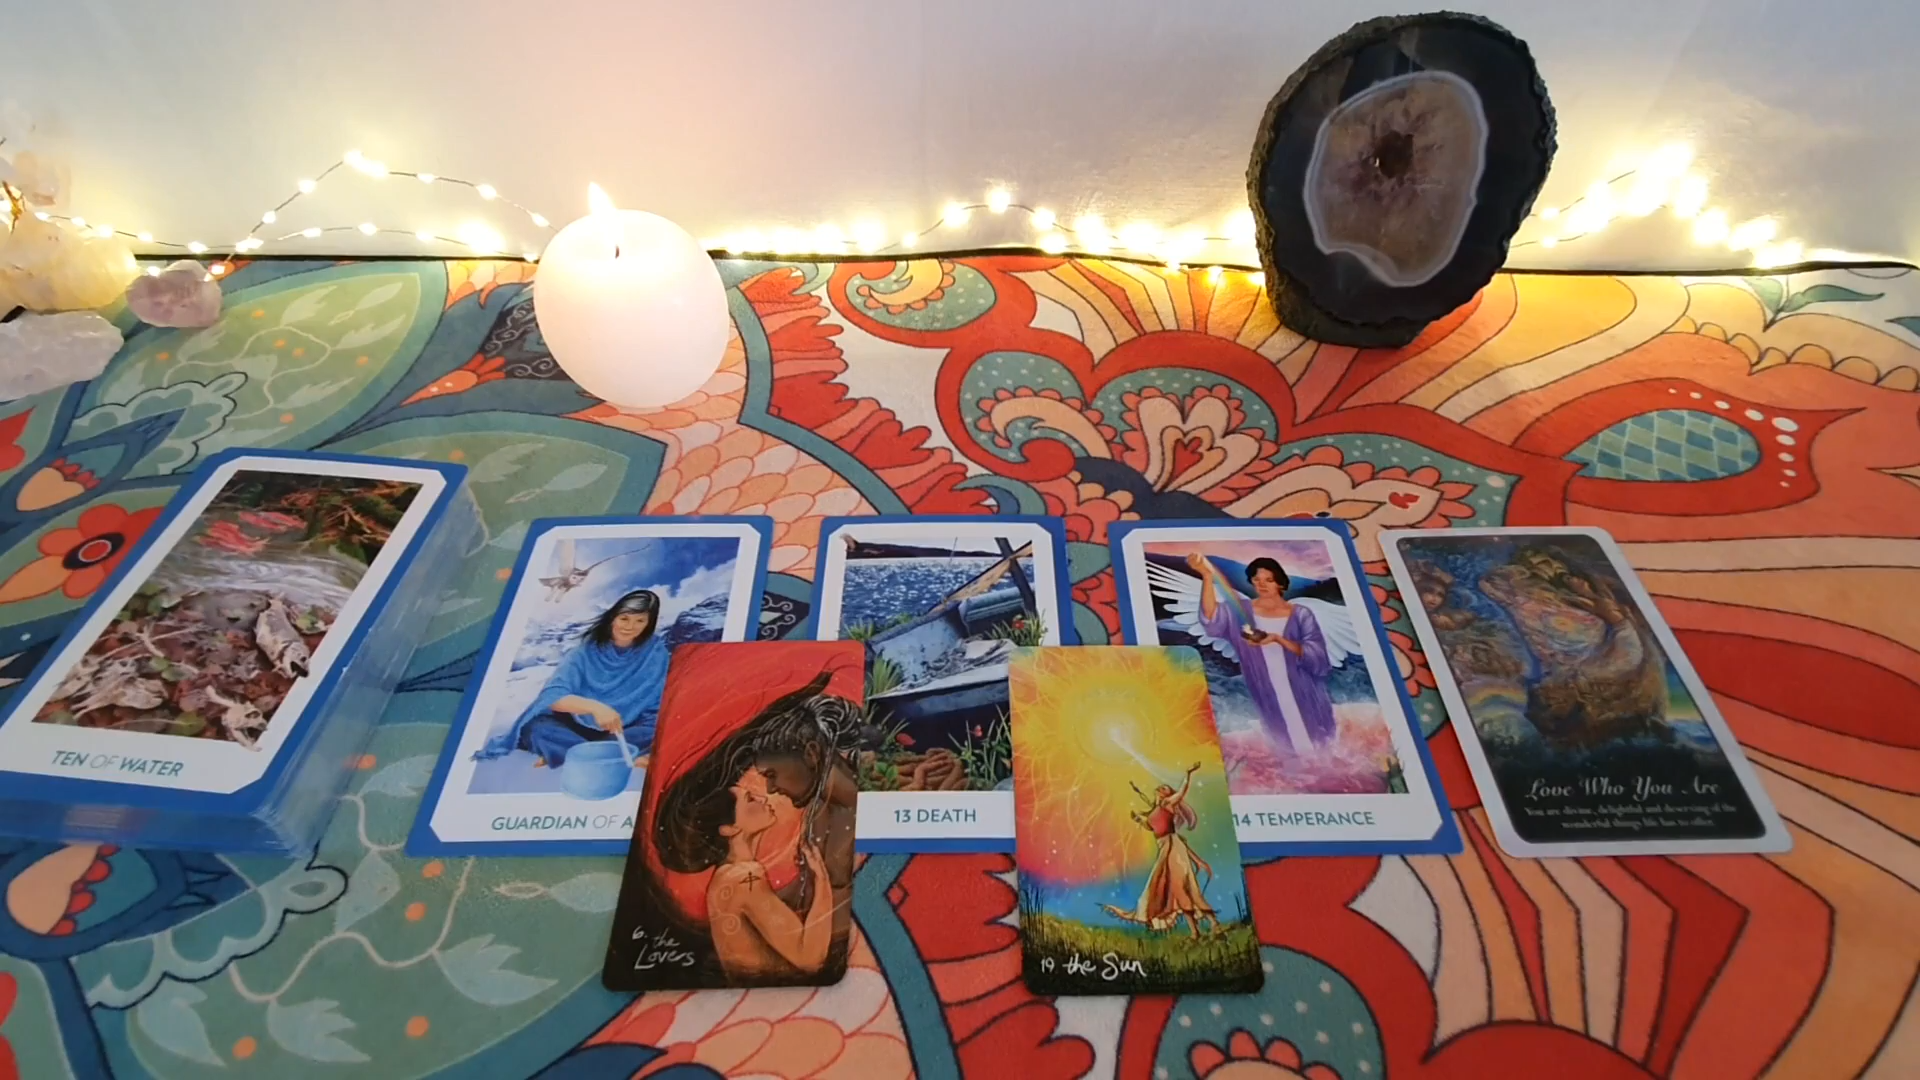 TEN OF WATER
GUARDIAN OF A
13 DEATH
14 TEMPERANCE
Love Who You Are
You are divine, delightful and deserving of the
wonderful things life has to offer.
6. the
Lovers
19 the Sun